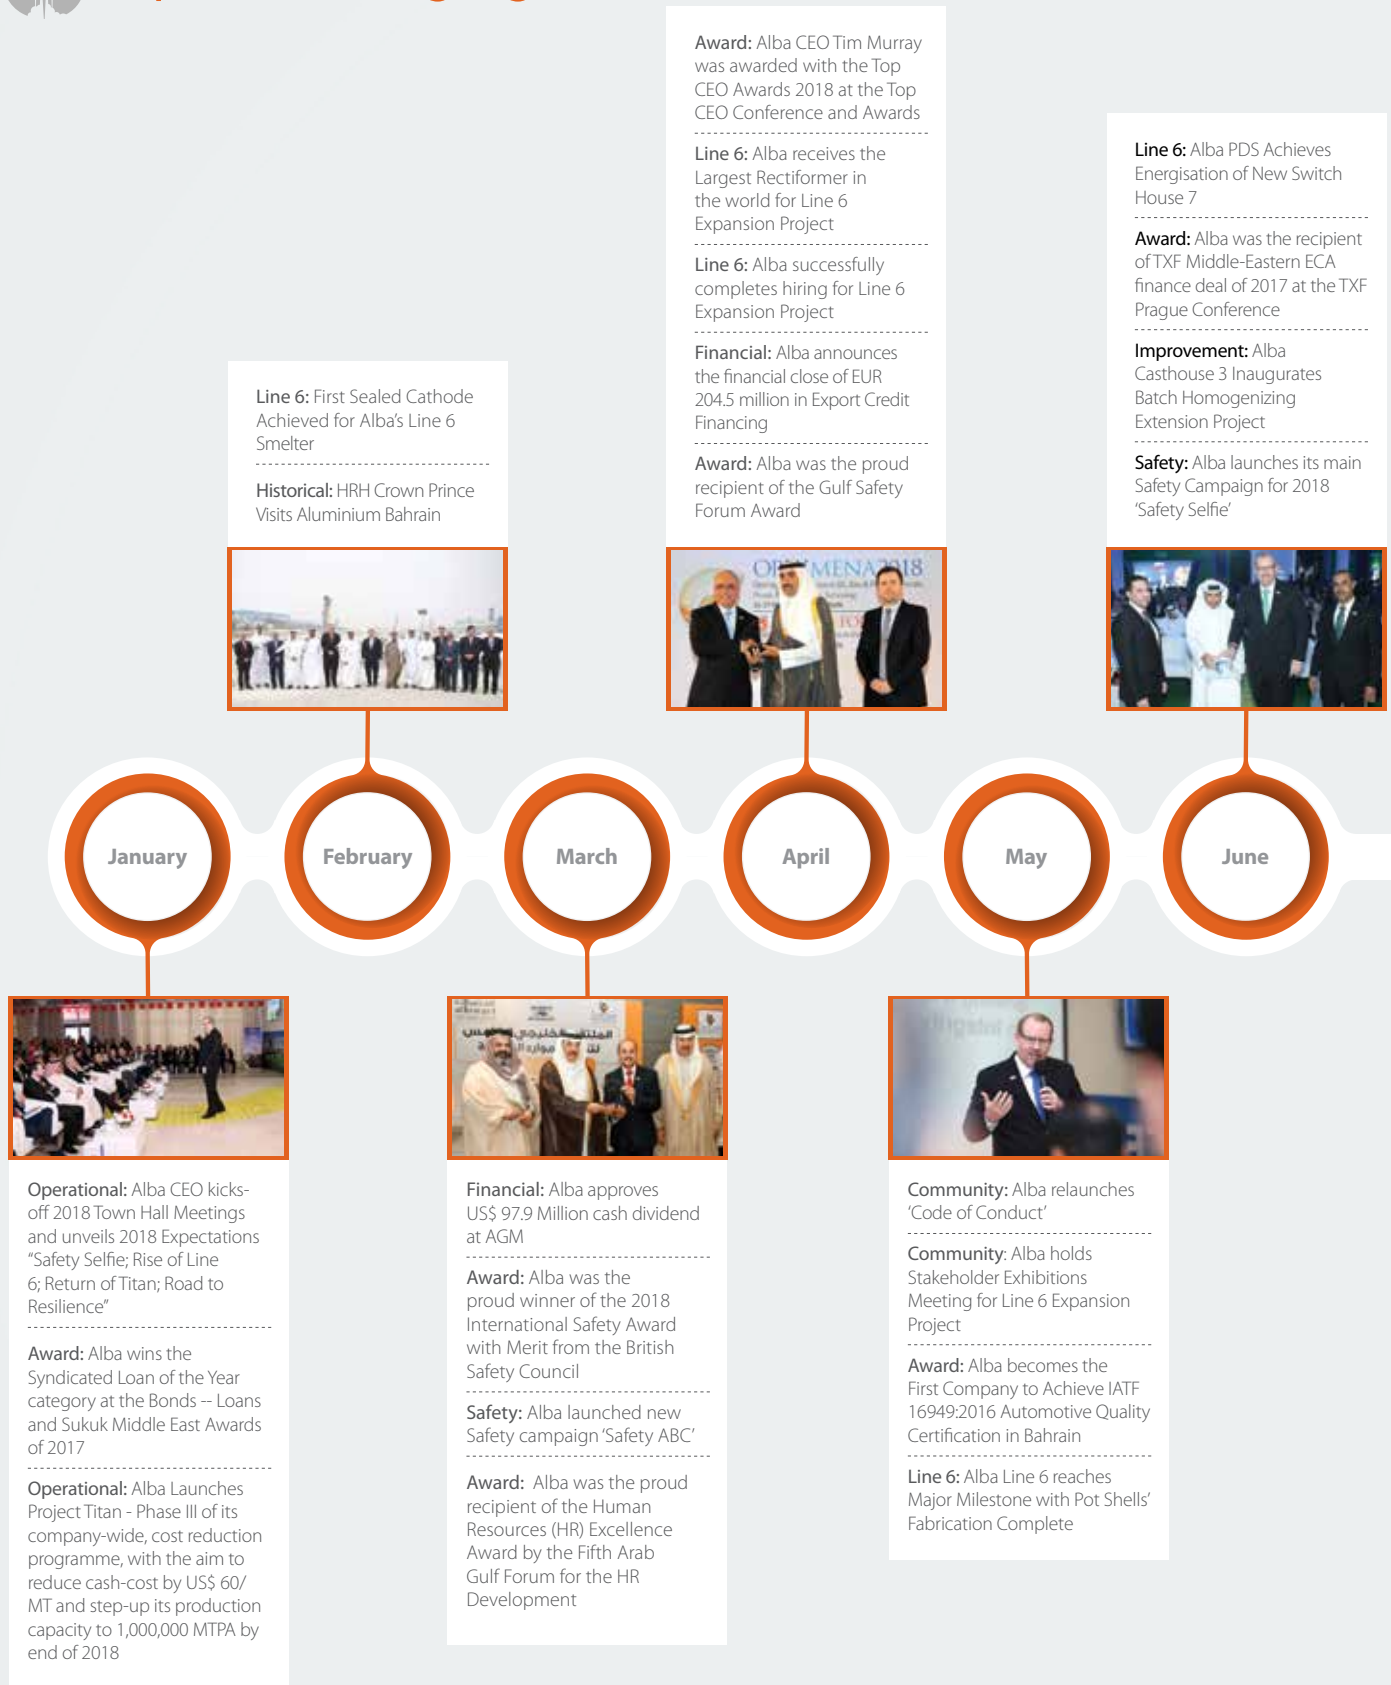 Award: Alba CEO Tim Murray
was awarded with the Top
CEO Awards 2018 at the Top
CEO Conference and Awards
Line 6: Alba receives the
Largest Rectiformer in
the world for Line 6
Expansion Project
Line 6: Alba successfully
completes hiring for Line 6
Expansion Project
Financial: Alba announces
the financial close of EUR
204.5 million in Export Credit
Financing
Award: Alba was the proud
recipient of the Gulf Safety
Forum Award
Line 6: Alba PDS Achieves
Energisation of New Switch
House 7
Award: Alba was the recipient
of TXF Middle-Eastern ECA
finance deal of 2017 at the TXF
Prague Conference
Improvement: Alba
Casthouse 3 Inaugurates
Batch Homogenizing
Extension Project
Safety: Alba launches its main
Safety Campaign for 2018
‘Safety Selfie’
Line 6: First Sealed Cathode
Achieved for Alba’s Line 6
Smelter
Historical: HRH Crown Prince
Visits Aluminium Bahrain
MENA 2018
January
February
March
April
May
June
الملتقى الخليجي
Operational: Alba CEO kicks-
off 2018 Town Hall Meetings
and unveils 2018 Expectations
“Safety Selfie; Rise of Line
6; Return of Titan; Road to
Resilience”
Award: Alba wins the
Syndicated Loan of the Year
category at the Bonds -- Loans
and Sukuk Middle East Awards
of 2017
Operational: Alba Launches
Project Titan - Phase III of its
company-wide, cost reduction
programme, with the aim to
reduce cash-cost by US$ 60/
MT and step-up its production
capacity to 1,000,000 MTPA by
end of 2018
Financial: Alba approves
US$ 97.9 Million cash dividend
at AGM
Award: Alba was the
proud winner of the 2018
International Safety Award
with Merit from the British
Safety Council
Safety: Alba launched new
Safety campaign ‘Safety ABC’
Award: Alba was the proud
recipient of the Human
Resources (HR) Excellence
Award by the Fifth Arab
Gulf Forum for the HR
Development
Community: Alba relaunches
‘Code of Conduct’
Community: Alba holds
Stakeholder Exhibitions
Meeting for Line 6 Expansion
Project
Award: Alba becomes the
First Company to Achieve IATF
16949:2016 Automotive Quality
Certification in Bahrain
Line 6: Alba Line 6 reaches
Major Milestone with Pot Shells’
Fabrication Complete